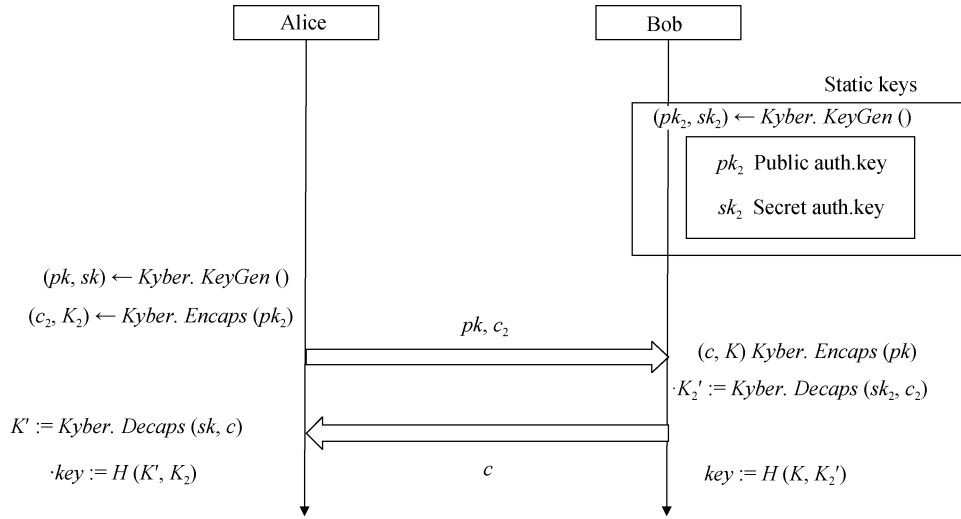 Alice
Bob
Static keys
(pk₂, sk₂) ← Kyber. KeyGen ()
pk₂ Public auth.key
sk₂ Secret auth.key
(pk, sk) ← Kyber. KeyGen ()
(c₂, K₂) ← Kyber. Encaps (pk₂)
pk, c₂
(c, K) Kyber. Encaps (pk)
·K₂′ := Kyber. Decaps (sk₂, c₂)
K′ := Kyber. Decaps (sk, c)
c
·key := H (K′, K₂)
key := H (K, K₂′)